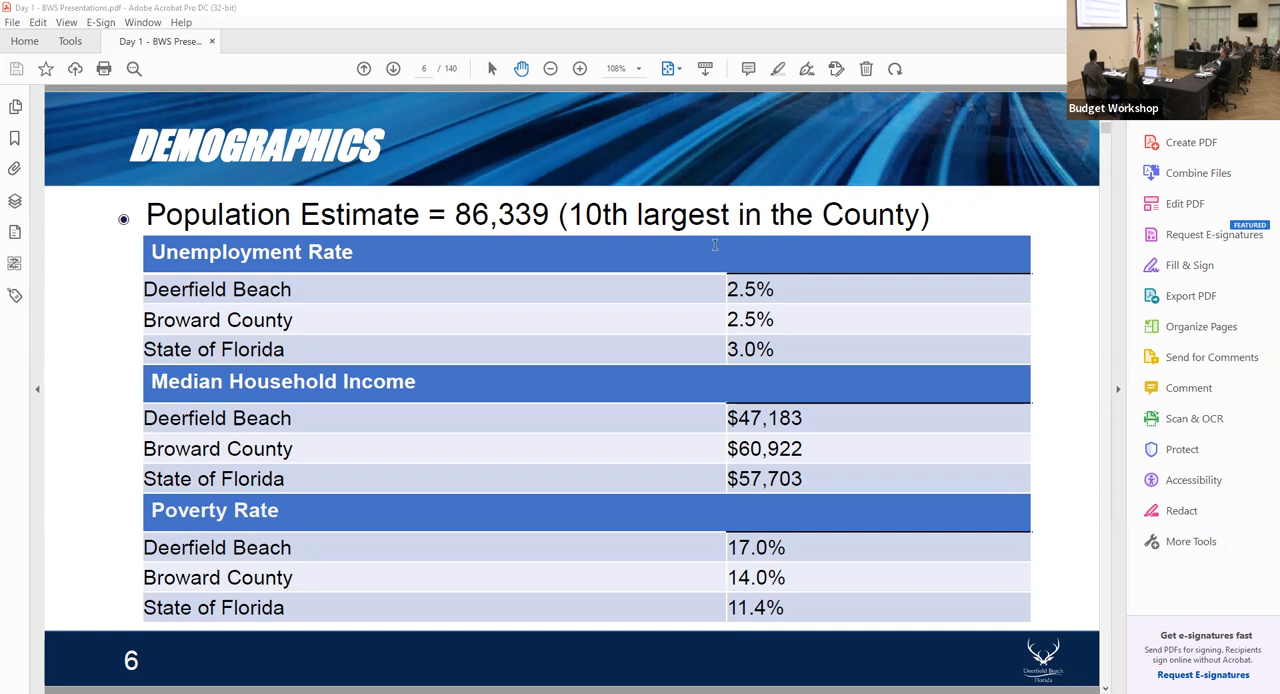 Day 1 - BWS Presentations.pdf - Adobe Acrobat Pro DC (32-bit)
File Edit View E-Sign Window Help
Home Tools Day 1 - BWS Prese... ×
6 / 140 108%
Budget Workshop
DEMOGRAPHICS
Population Estimate = 86,339 (10th largest in the County)
Unemployment Rate
Deerfield Beach 2.5%
Broward County 2.5%
State of Florida 3.0%
Median Household Income
Deerfield Beach $47,183
Broward County $60,922
State of Florida $57,703
Poverty Rate
Deerfield Beach 17.0%
Broward County 14.0%
State of Florida 11.4%
6
Deerfield Beach
Florida
Create PDF
Combine Files
Edit PDF
FEATURED
Request E-signatures
Fill & Sign
Export PDF
Organize Pages
Send for Comments
Comment
Scan & OCR
Protect
Accessibility
Redact
More Tools
Get e-signatures fast
Send PDFs for signing. Recipients
sign online without Acrobat.
Request E-signatures